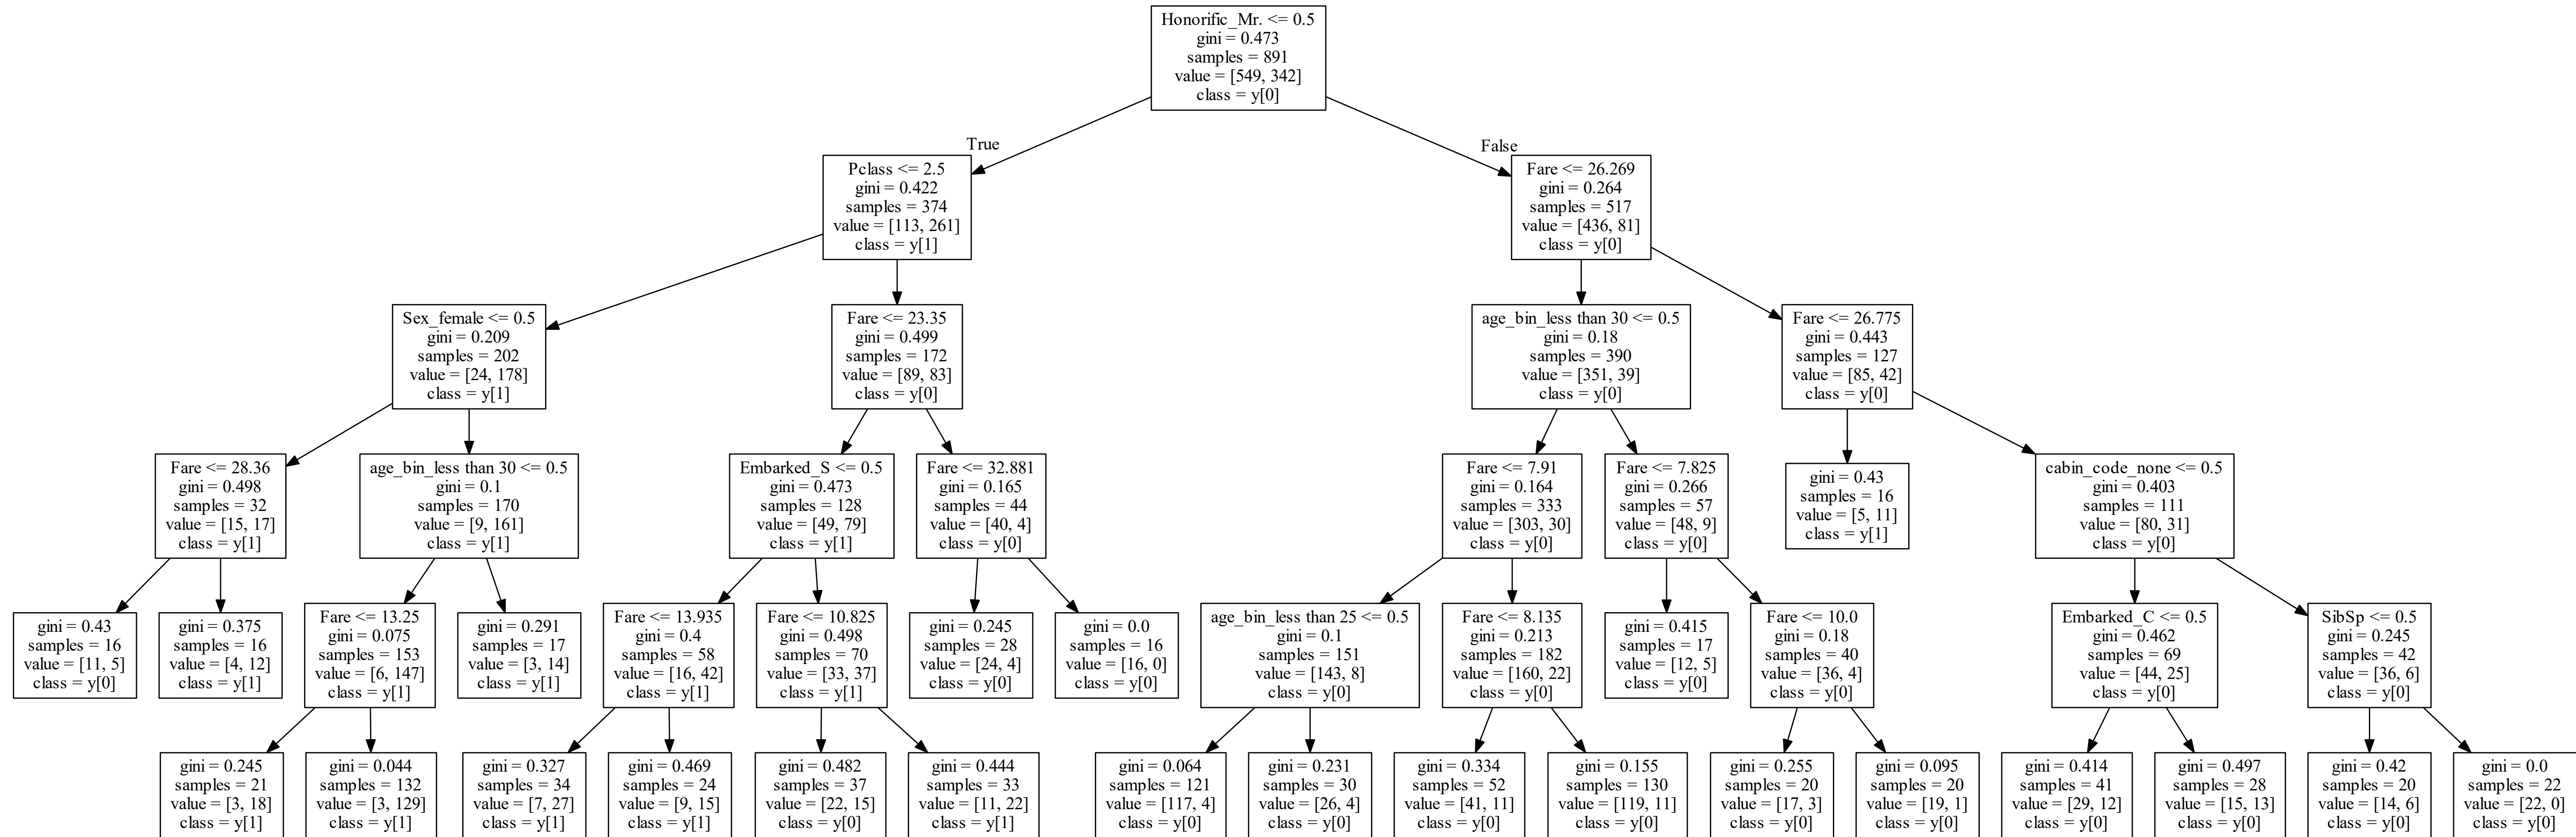 Honorific_Mr. <= 0.5
gini = 0.473
samples = 891
value = [549, 342]
class = y[0]
True
False
Pclass <= 2.5
gini = 0.422
samples = 374
value = [113, 261]
class = y[1]
Fare <= 26.269
gini = 0.264
samples = 517
value = [436, 81]
class = y[0]
Sex_female <= 0.5
gini = 0.209
samples = 202
value = [24, 178]
class = y[1]
Fare <= 23.35
gini = 0.499
samples = 172
value = [89, 83]
class = y[0]
age_bin_less than 30 <= 0.5
gini = 0.18
samples = 390
value = [351, 39]
class = y[0]
Fare <= 26.775
gini = 0.443
samples = 127
value = [85, 42]
class = y[0]
Fare <= 28.36
gini = 0.498
samples = 32
value = [15, 17]
class = y[1]
age_bin_less than 30 <= 0.5
gini = 0.1
samples = 170
value = [9, 161]
class = y[1]
Embarked_S <= 0.5
gini = 0.473
samples = 128
value = [49, 79]
class = y[1]
Fare <= 32.881
gini = 0.165
samples = 44
value = [40, 4]
class = y[0]
Fare <= 7.91
gini = 0.164
samples = 333
value = [303, 30]
class = y[0]
Fare <= 7.825
gini = 0.266
samples = 57
value = [48, 9]
class = y[0]
gini = 0.43
samples = 16
value = [5, 11]
class = y[1]
cabin_code_none <= 0.5
gini = 0.403
samples = 111
value = [80, 31]
class = y[0]
gini = 0.43
samples = 16
value = [11, 5]
class = y[0]
gini = 0.375
samples = 16
value = [4, 12]
class = y[1]
Fare <= 13.25
gini = 0.075
samples = 153
value = [6, 147]
class = y[1]
gini = 0.291
samples = 17
value = [3, 14]
class = y[1]
Fare <= 13.935
gini = 0.4
samples = 58
value = [16, 42]
class = y[1]
Fare <= 10.825
gini = 0.498
samples = 70
value = [33, 37]
class = y[1]
gini = 0.245
samples = 28
value = [24, 4]
class = y[0]
gini = 0.0
samples = 16
value = [16, 0]
class = y[0]
age_bin_less than 25 <= 0.5
gini = 0.1
samples = 151
value = [143, 8]
class = y[0]
Fare <= 8.135
gini = 0.213
samples = 182
value = [160, 22]
class = y[0]
gini = 0.415
samples = 17
value = [12, 5]
class = y[0]
Fare <= 10.0
gini = 0.18
samples = 40
value = [36, 4]
class = y[0]
Embarked_C <= 0.5
gini = 0.462
samples = 69
value = [44, 25]
class = y[0]
SibSp <= 0.5
gini = 0.245
samples = 42
value = [36, 6]
class = y[0]
gini = 0.245
samples = 21
value = [3, 18]
class = y[1]
gini = 0.044
samples = 132
value = [3, 129]
class = y[1]
gini = 0.327
samples = 34
value = [7, 27]
class = y[1]
gini = 0.469
samples = 24
value = [9, 15]
class = y[1]
gini = 0.482
samples = 37
value = [22, 15]
class = y[0]
gini = 0.444
samples = 33
value = [11, 22]
class = y[1]
gini = 0.064
samples = 121
value = [117, 4]
class = y[0]
gini = 0.231
samples = 30
value = [26, 4]
class = y[0]
gini = 0.334
samples = 52
value = [41, 11]
class = y[0]
gini = 0.155
samples = 130
value = [119, 11]
class = y[0]
gini = 0.255
samples = 20
value = [17, 3]
class = y[0]
gini = 0.095
samples = 20
value = [19, 1]
class = y[0]
gini = 0.414
samples = 41
value = [29, 12]
class = y[0]
gini = 0.497
samples = 28
value = [15, 13]
class = y[0]
gini = 0.42
samples = 20
value = [14, 6]
class = y[0]
gini = 0.0
samples = 22
value = [22, 0]
class = y[0]